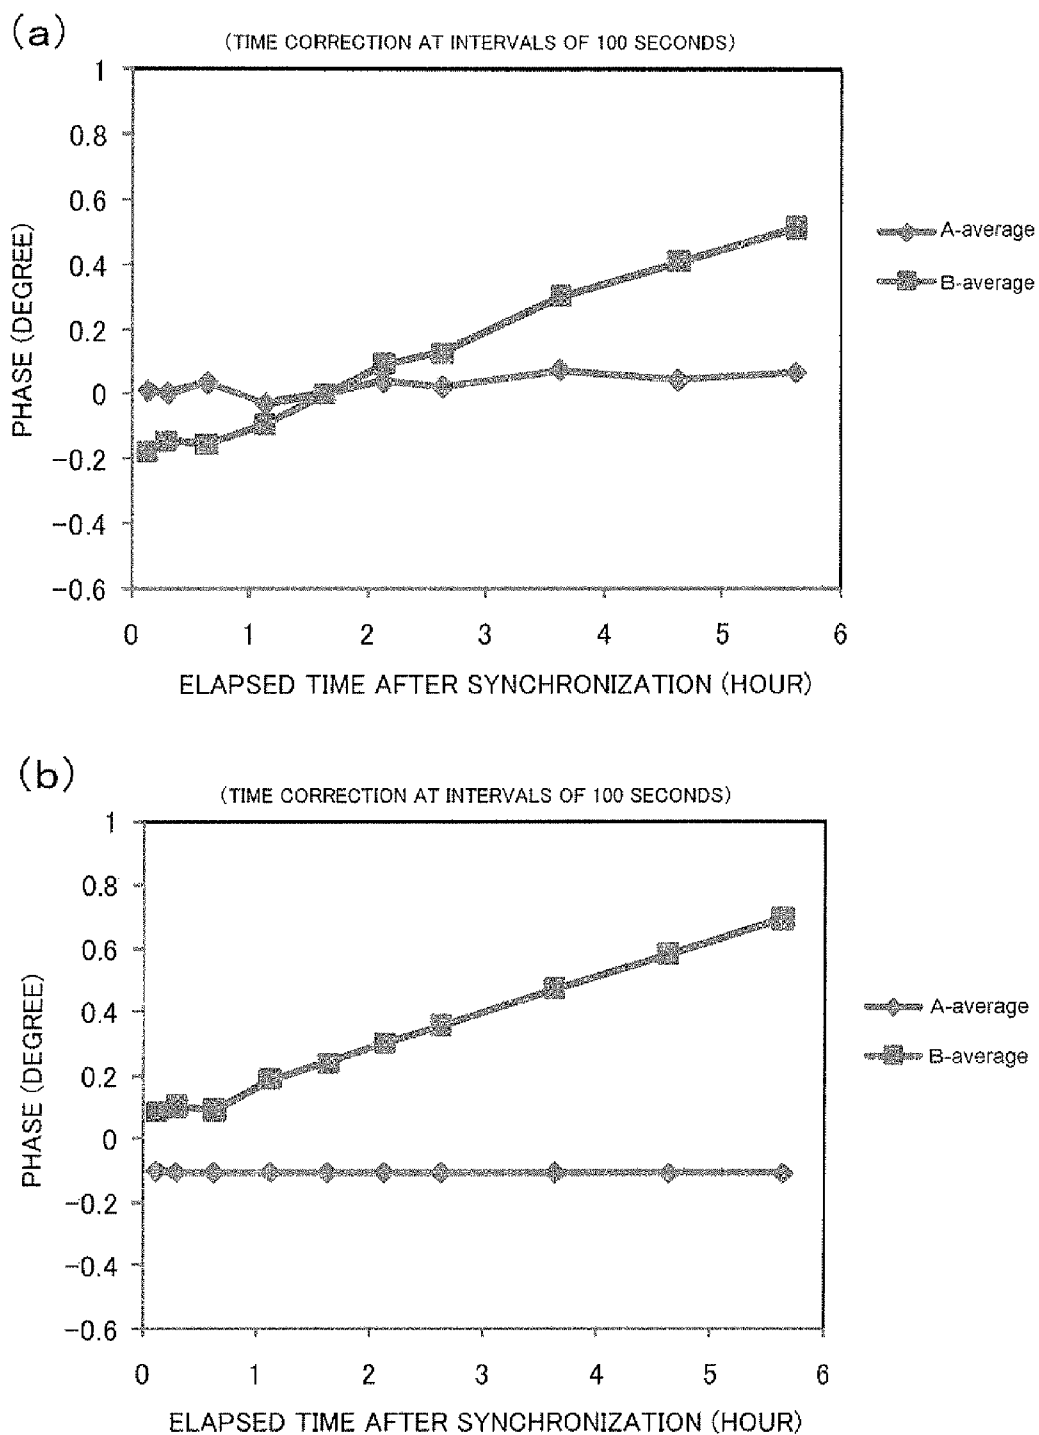 (a)
(TIME CORRECTION AT INTERVALS OF 100 SECONDS)
1
0.8
0.6
0.4
0.2
0
−0.2
−0.4
−0.6
PHASE (DEGREE)
A-average
B-average
0 1 2 3 4 5 6
ELAPSED TIME AFTER SYNCHRONIZATION (HOUR)
(b)
(TIME CORRECTION AT INTERVALS OF 100 SECONDS)
1
0.8
0.6
0.4
0.2
0
−0.2
−0.4
−0.6
PHASE (DEGREE)
A-average
B-average
0 1 2 3 4 5 6
ELAPSED TIME AFTER SYNCHRONIZATION (HOUR)